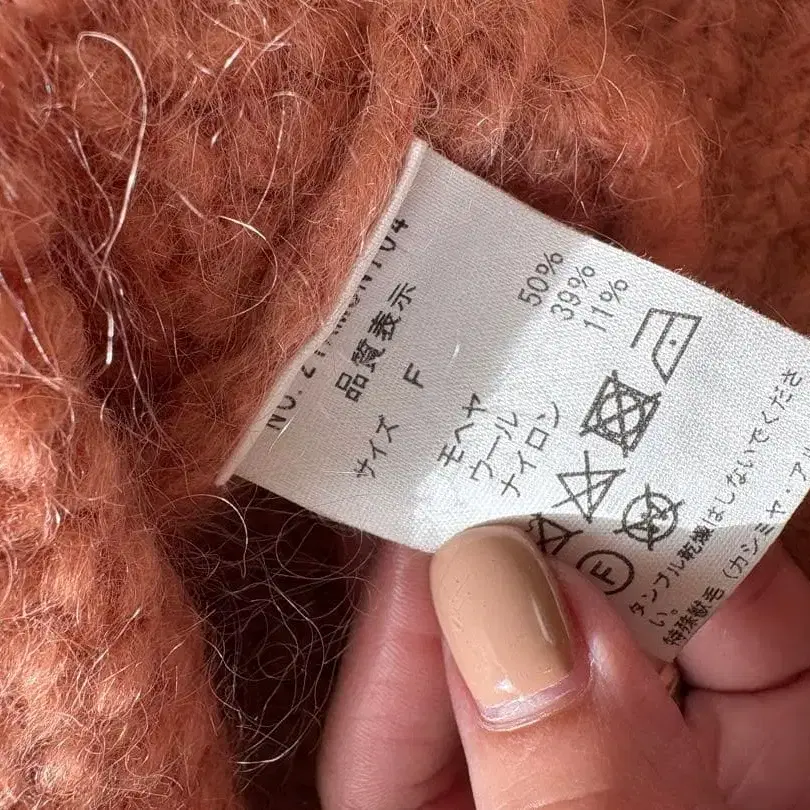 品質表示
サイズ F
モヘヤ 50%
ウール 39%
ナイロン 11%
F
W
タンブル乾燥はしないでくださ
い。
特殊獣毛(カシミヤ・ア